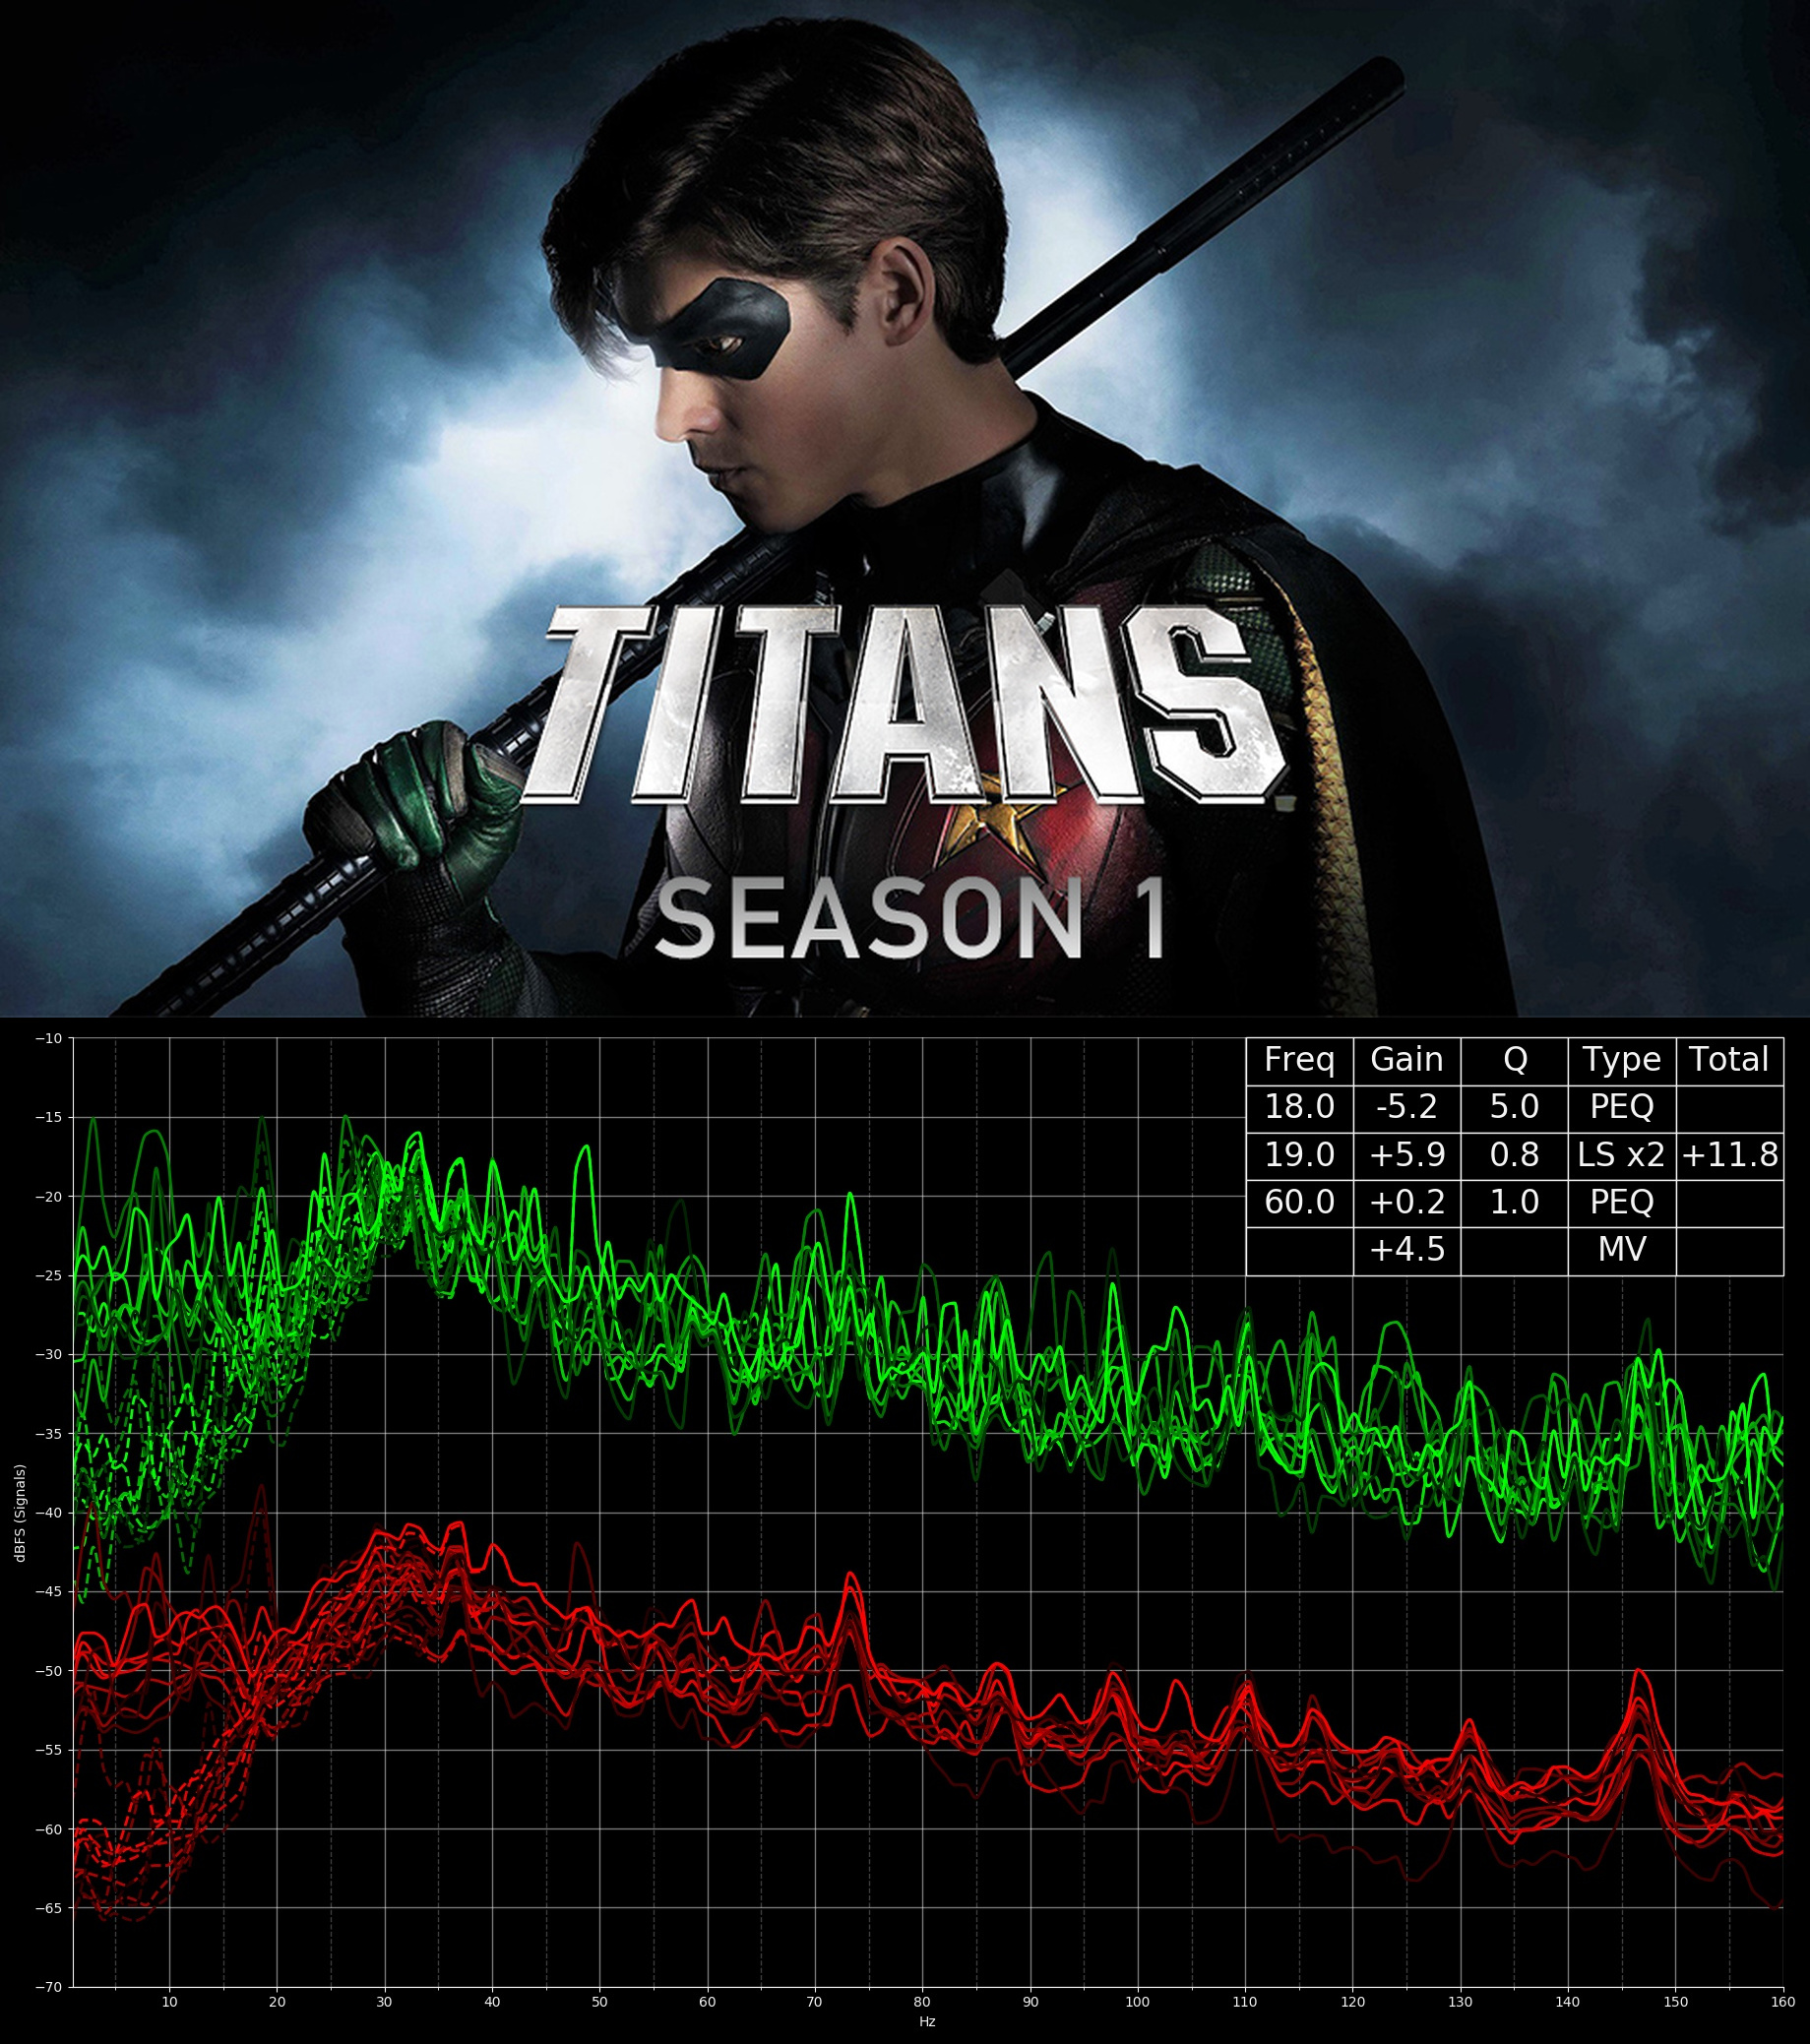 TITANS
SEASON 1
Freq Gain Q Type Total
18.0 -5.2 5.0 PEQ
19.0 +5.9 0.8 LS x2 +11.8
60.0 +0.2 1.0 PEQ
+4.5 MV
−10
−15
−20
−25
−30
−35
−40
−45
−50
−55
−60
−65
−70
dBFS (Signals)
10 20 30 40 50 60 70 80 90 100 110 120 130 140 150 160
Hz